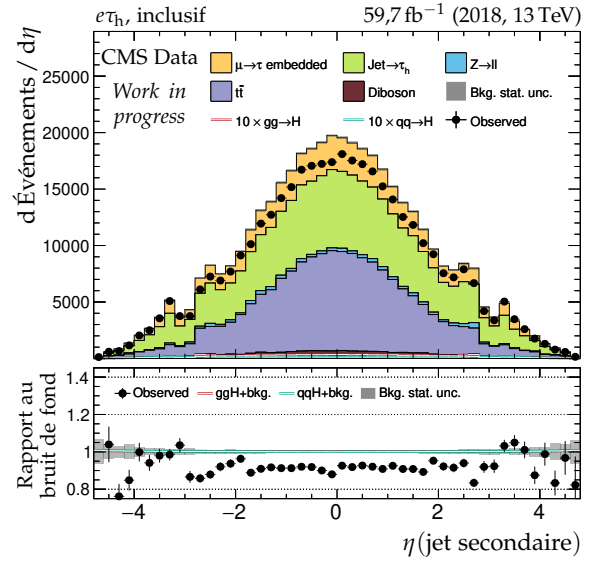 eτh, inclusif 59,7 fb−1 (2018, 13 TeV)
CMS Data
Work in
progress
μ→τ embedded Jet→τh Z→ll
tt̄ Diboson Bkg. stat. unc.
10 × gg→H 10 × qq→H Observed
d Événements / dη
25000
20000
15000
10000
5000
Observed ggH+bkg. qqH+bkg. Bkg. stat. unc.
Rapport au
bruit de fond
1.4
1.2
1
0.8
−4 −2 0 2 4
η (jet secondaire)